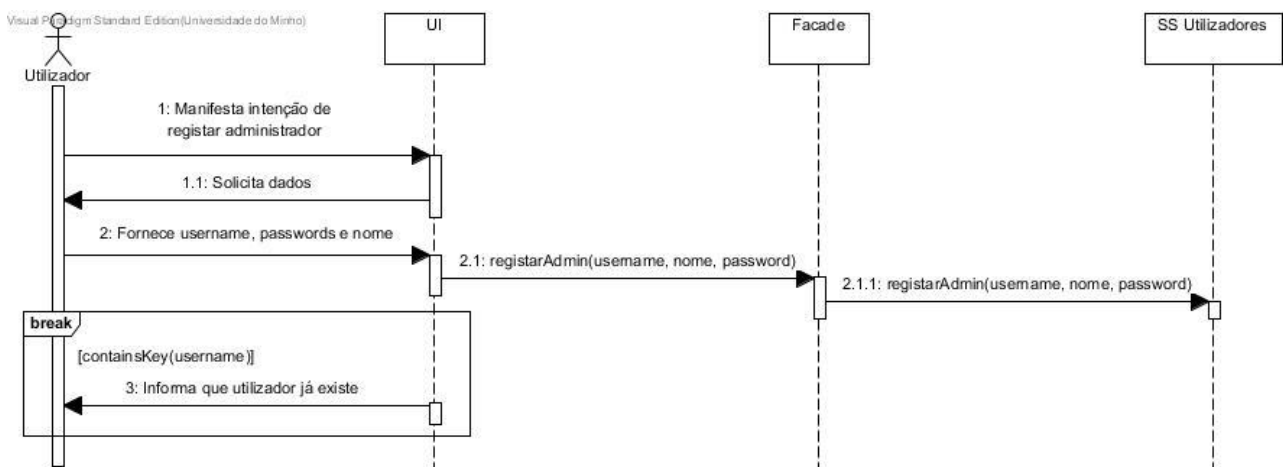 Visual Paradigm Standard Edition(Universidade do Minho)
UI
Facade
SS Utilizadores
Utilizador
1: Manifesta intenção de
registar administrador
1.1: Solicita dados
2: Fornece username, passwords e nome
2.1: registarAdmin(username, nome, password)
2.1.1: registarAdmin(username, nome, password)
break
[containsKey(username)]
3: Informa que utilizador já existe